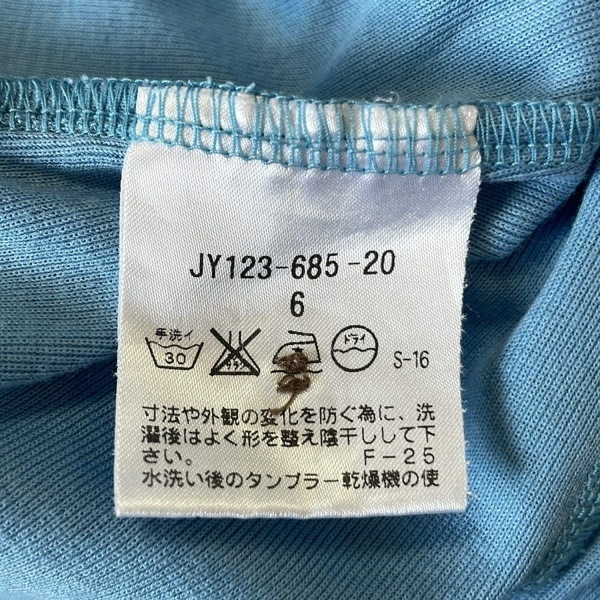 JY123-685-20
6
手洗イ 30 ドライ S-16
寸法や外観の変化を防ぐ為に、洗
濯後はよく形を整え陰干しして下
さい。 F-25
水洗い後のタンブラー乾燥機の使